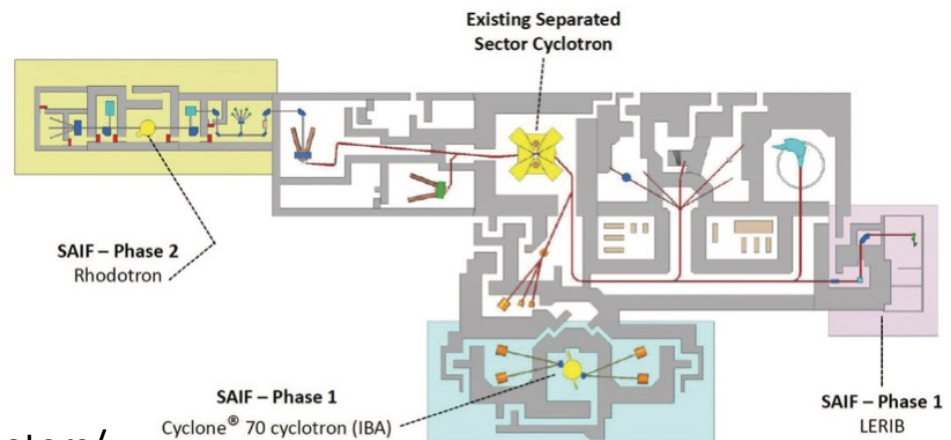 Existing Separated
Sector Cyclotron
SAIF – Phase 2
Rhodotron
SAIF – Phase 1
Cyclone® 70 cyclotron (IBA)
SAIF – Phase 1
LERIB